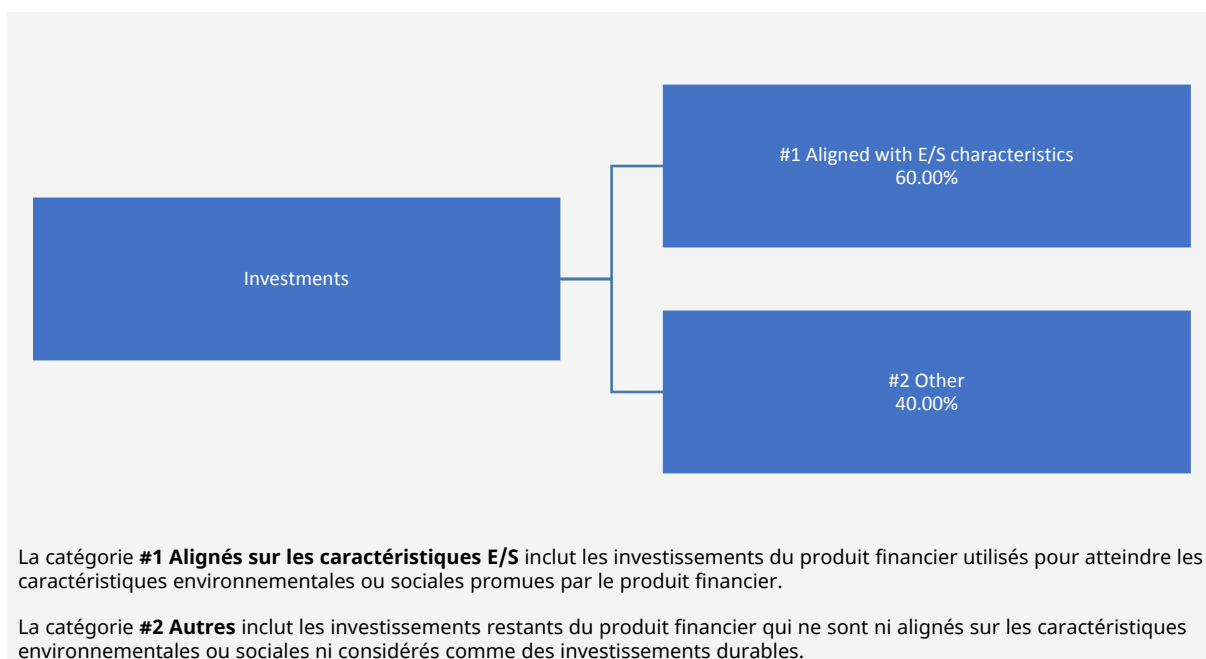 #1 Aligned with E/S characteristics
60.00%
Investments
#2 Other
40.00%
La catégorie #1 Alignés sur les caractéristiques E/S inclut les investissements du produit financier utilisés pour atteindre les
caractéristiques environnementales ou sociales promues par le produit financier.
La catégorie #2 Autres inclut les investissements restants du produit financier qui ne sont ni alignés sur les caractéristiques
environnementales ou sociales ni considérés comme des investissements durables.